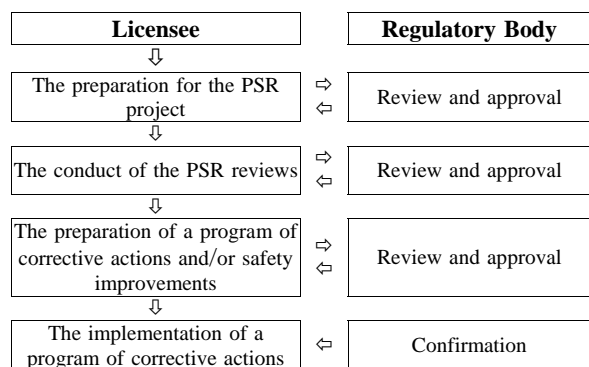 Licensee
Regulatory Body
The preparation for the PSR
project
Review and approval
The conduct of the PSR reviews
Review and approval
The preparation of a program of
corrective actions and/or safety
improvements
Review and approval
The implementation of a
program of corrective actions
Confirmation